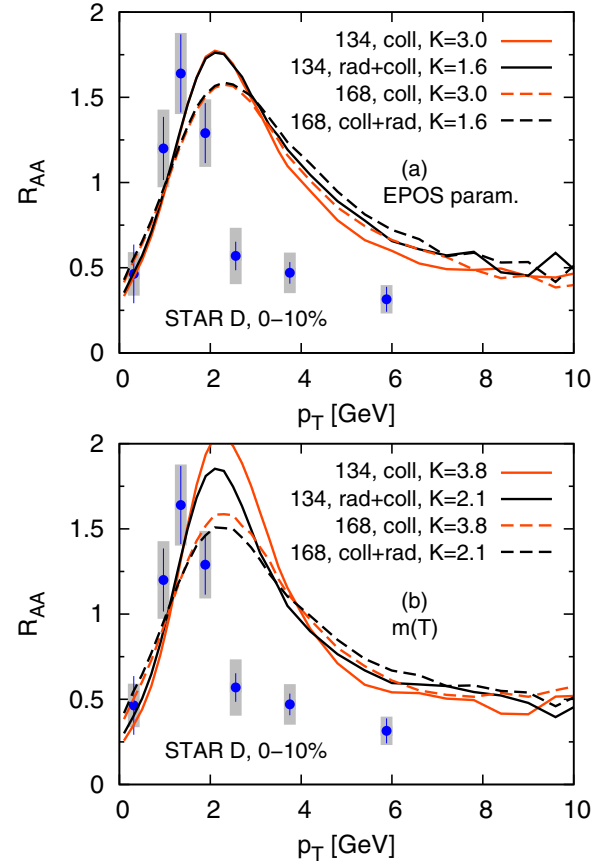 2
134, coll, K=3.0
134, rad+coll, K=1.6
168, coll, K=3.0
168, coll+rad, K=1.6
1.5
(a)
EPOS param.
R_AA
1
0.5
STAR D, 0−10%
0
0 2 4 6 8 10
p_T [GeV]
2
134, coll, K=3.8
134, rad+coll, K=2.1
168, coll, K=3.8
168, coll+rad, K=2.1
1.5
(b)
m(T)
R_AA
1
0.5
STAR D, 0−10%
0
0 2 4 6 8 10
p_T [GeV]